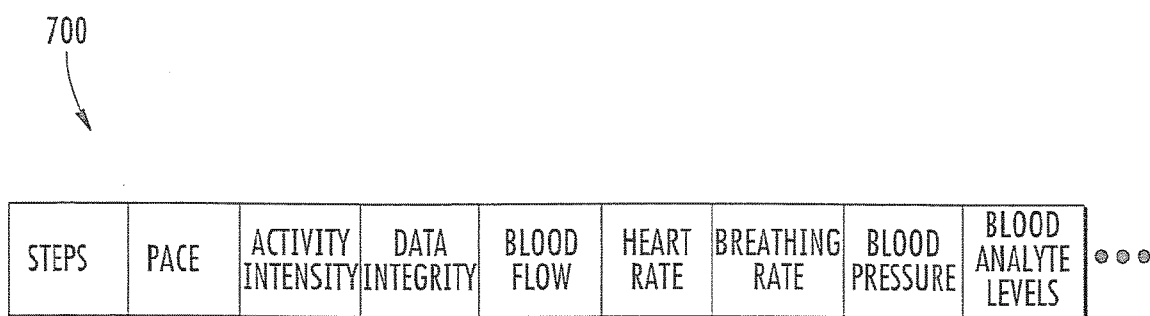 700
STEPS
PACE
ACTIVITY
INTENSITY
DATA
INTEGRITY
BLOOD
FLOW
HEART
RATE
BREATHING
RATE
BLOOD
PRESSURE
BLOOD
ANALYTE
LEVELS